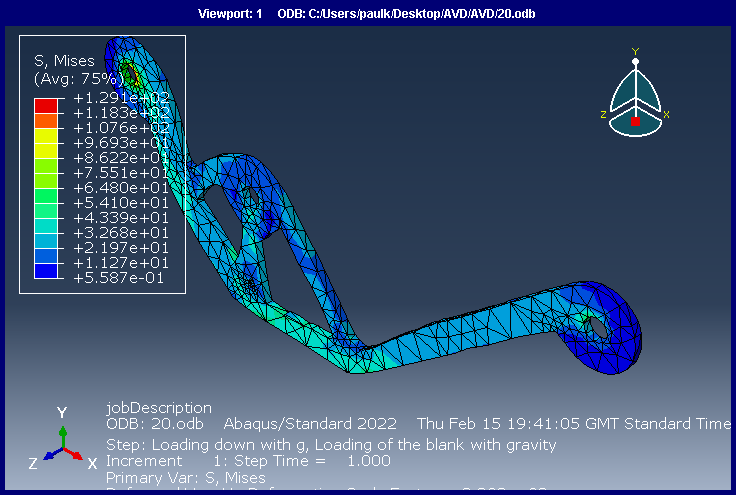 Viewport: 1 ODB: C:/Users/paulk/Desktop/AVD/AVD/20.odb
S, Mises
(Avg: 75%)
+1.291e+02
+1.183e+02
+1.076e+02
+9.693e+01
+8.622e+01
+7.551e+01
+6.480e+01
+5.410e+01
+4.339e+01
+3.268e+01
+2.197e+01
+1.127e+01
+5.587e-01
Y
Z X
Y
Z X
jobDescription
ODB: 20.odb Abaqus/Standard 2022 Thu Feb 15 19:41:05 GMT Standard Time
Step: Loading down with g, Loading of the blank with gravity
Increment 1: Step Time = 1.000
Primary Var: S, Mises